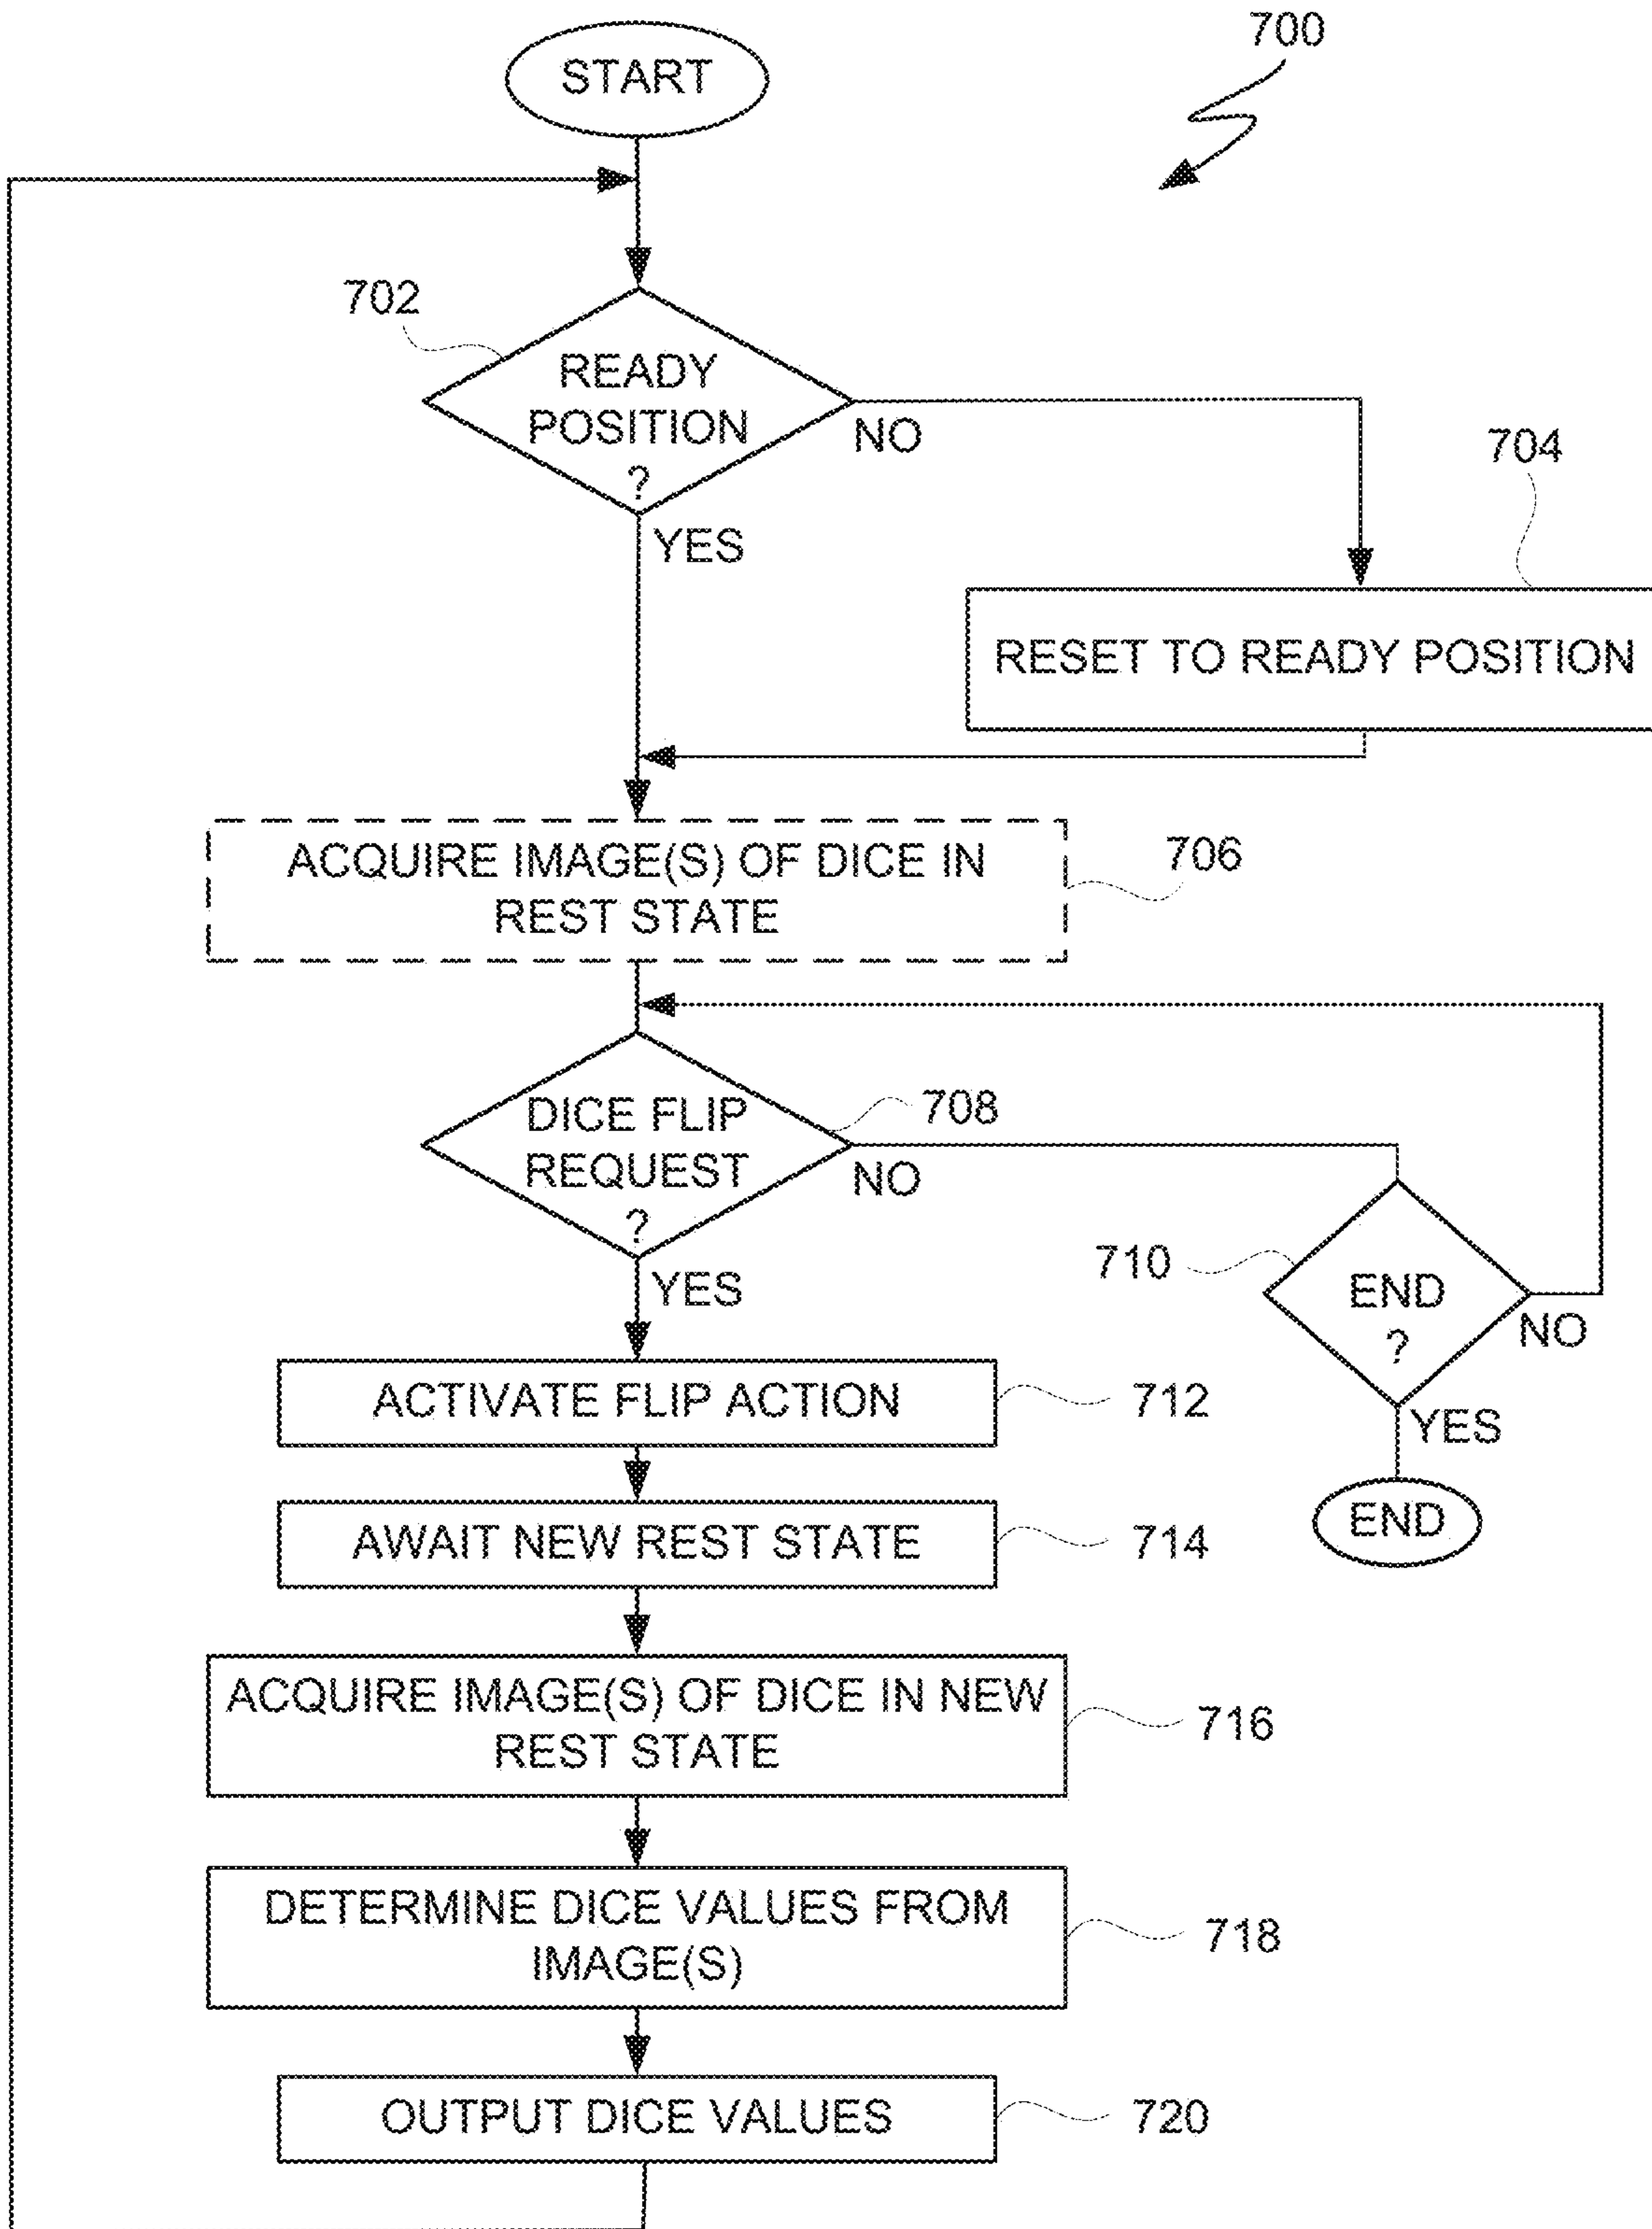 700
START
702
READY
POSITION
?
NO
YES
704
RESET TO READY POSITION
ACQUIRE IMAGE(S) OF DICE IN
REST STATE
706
DICE FLIP
REQUEST
?
708
NO
YES
710
END
?
NO
YES
END
ACTIVATE FLIP ACTION
712
AWAIT NEW REST STATE
714
ACQUIRE IMAGE(S) OF DICE IN NEW
REST STATE
716
DETERMINE DICE VALUES FROM
IMAGE(S)
718
OUTPUT DICE VALUES
720